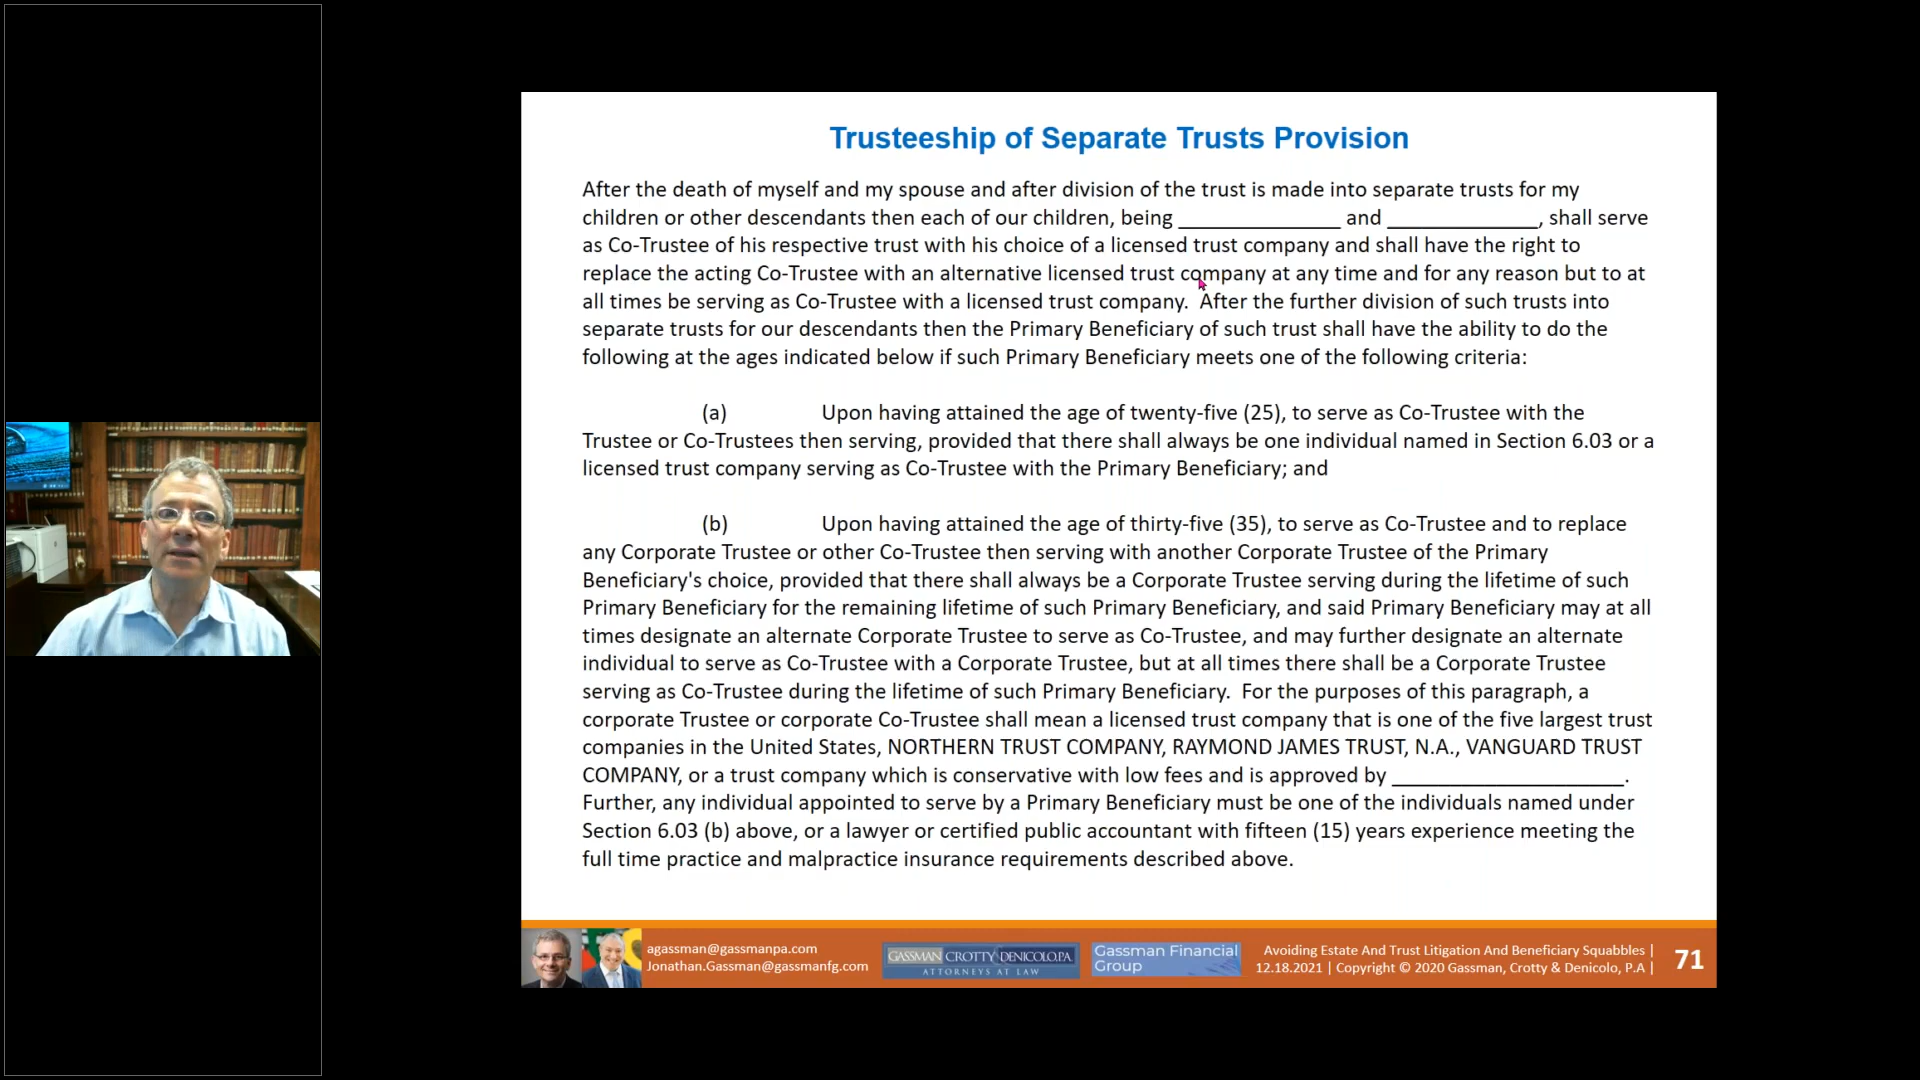 Trusteeship of Separate Trusts Provision
After the death of myself and my spouse and after division of the trust is made into separate trusts for my
children or other descendants then each of our children, being ______________ and _____________, shall serve
as Co-Trustee of his respective trust with his choice of a licensed trust company and shall have the right to
replace the acting Co-Trustee with an alternative licensed trust company at any time and for any reason but to at
all times be serving as Co-Trustee with a licensed trust company.  After the further division of such trusts into
separate trusts for our descendants then the Primary Beneficiary of such trust shall have the ability to do the
following at the ages indicated below if such Primary Beneficiary meets one of the following criteria:
(a) Upon having attained the age of twenty-five (25), to serve as Co-Trustee with the
Trustee or Co-Trustees then serving, provided that there shall always be one individual named in Section 6.03 or a
licensed trust company serving as Co-Trustee with the Primary Beneficiary; and
(b) Upon having attained the age of thirty-five (35), to serve as Co-Trustee and to replace
any Corporate Trustee or other Co-Trustee then serving with another Corporate Trustee of the Primary
Beneficiary's choice, provided that there shall always be a Corporate Trustee serving during the lifetime of such
Primary Beneficiary for the remaining lifetime of such Primary Beneficiary, and said Primary Beneficiary may at all
times designate an alternate Corporate Trustee to serve as Co-Trustee, and may further designate an alternate
individual to serve as Co-Trustee with a Corporate Trustee, but at all times there shall be a Corporate Trustee
serving as Co-Trustee during the lifetime of such Primary Beneficiary.  For the purposes of this paragraph, a
corporate Trustee or corporate Co-Trustee shall mean a licensed trust company that is one of the five largest trust
companies in the United States, NORTHERN TRUST COMPANY, RAYMOND JAMES TRUST, N.A., VANGUARD TRUST
COMPANY, or a trust company which is conservative with low fees and is approved by ____________________.
Further, any individual appointed to serve by a Primary Beneficiary must be one of the individuals named under
Section 6.03 (b) above, or a lawyer or certified public accountant with fifteen (15) years experience meeting the
full time practice and malpractice insurance requirements described above.
agassman@gassmanpa.com
Jonathan.Gassman@gassmanfg.com
GASSMAN CROTTY DENICOLO, P.A.
ATTORNEYS AT LAW
Gassman Financial
Group
Avoiding Estate And Trust Litigation And Beneficiary Squabbles |
12.18.2021 | Copyright © 2020 Gassman, Crotty & Denicolo, P.A |
71